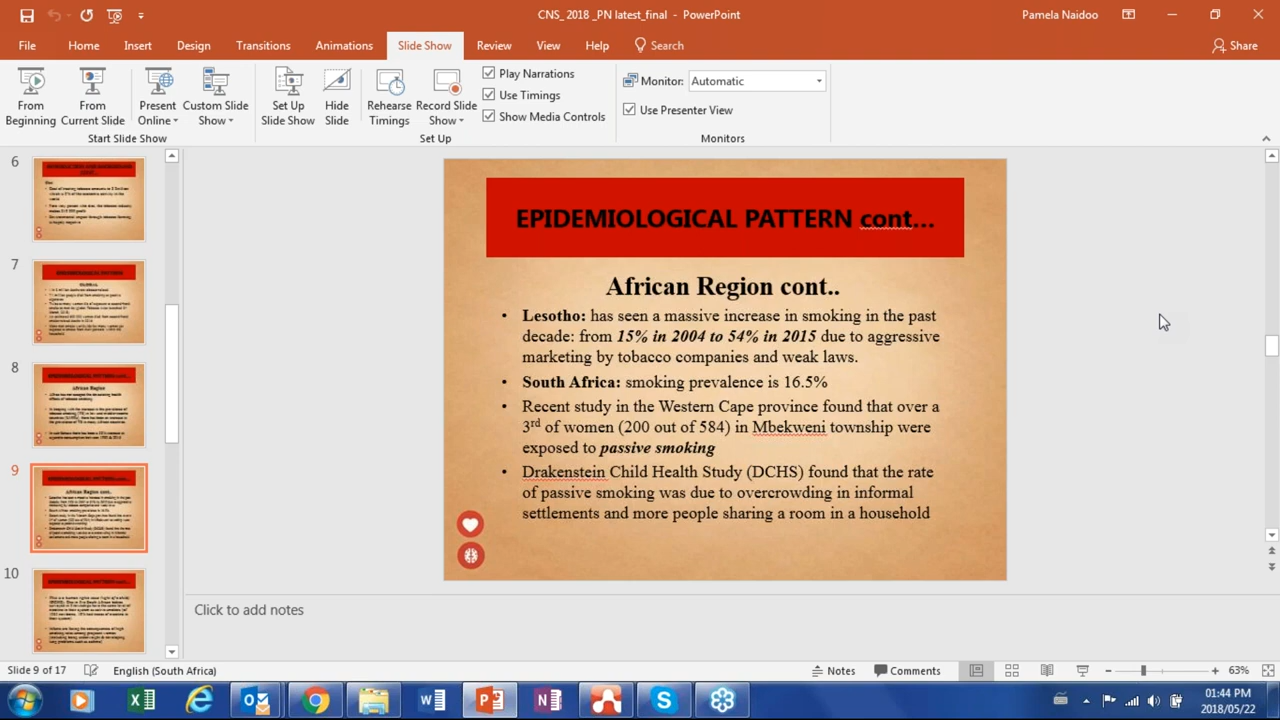 CNS_ 2018 _PN latest_final - PowerPoint
Pamela Naidoo
File Home Insert Design Transitions Animations Slide Show Review View Help Search Share
From Beginning
From Current Slide
Present Online
Custom Slide Show
Start Slide Show
Set Up Slide Show
Hide Slide
Rehearse Timings
Record Slide Show
Play Narrations
Use Timings
Show Media Controls
Set Up
Monitor: Automatic
Use Presenter View
Monitors
6
7
8
9
10
EPIDEMIOLOGICAL PATTERN cont...
African Region cont..
• Lesotho: has seen a massive increase in smoking in the past
decade: from 15% in 2004 to 54% in 2015 due to aggressive
marketing by tobacco companies and weak laws.
• South Africa: smoking prevalence is 16.5%
Recent study in the Western Cape province found that over a
3rd of women (200 out of 584) in Mbekweni township were
exposed to passive smoking
• Drakenstein Child Health Study (DCHS) found that the rate
of passive smoking was due to overcrowding in informal
settlements and more people sharing a room in a household
Click to add notes
Slide 9 of 17 English (South Africa) Notes Comments 63%
01:44 PM
2018/05/22